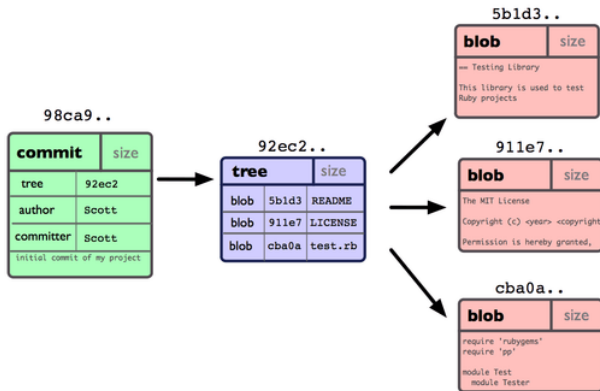 98ca9..
commit size
tree 92ec2
author Scott
committer Scott
initial commit of my project
92ec2..
tree size
blob 5b1d3 README
blob 911e7 LICENSE
blob cba0a test.rb
5b1d3..
blob size
== Testing Library
This library is used to test
Ruby projects
911e7..
blob size
The MIT License
Copyright (c) <year> <copyright
Permission is hereby granted,
cba0a..
blob size
require 'rubygems'
require 'pp'
module Test
module Tester